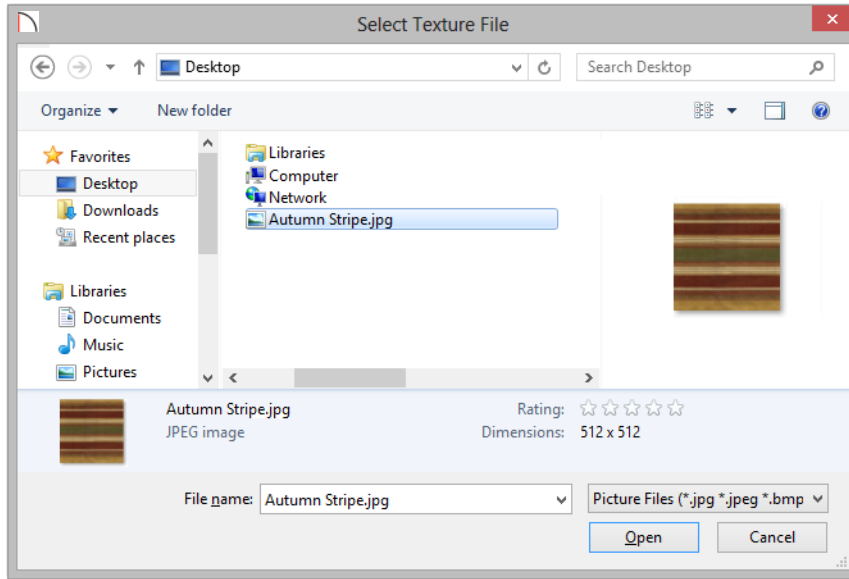 Select Texture File
Desktop
Search Desktop
Organize
New folder
Favorites
Desktop
Downloads
Recent places
Libraries
Documents
Music
Pictures
Libraries
Computer
Network
Autumn Stripe.jpg
Autumn Stripe.jpg
JPEG image
Rating:
Dimensions: 512 x 512
File name: Autumn Stripe.jpg
Picture Files (*.jpg *.jpeg *.bmp
Open
Cancel